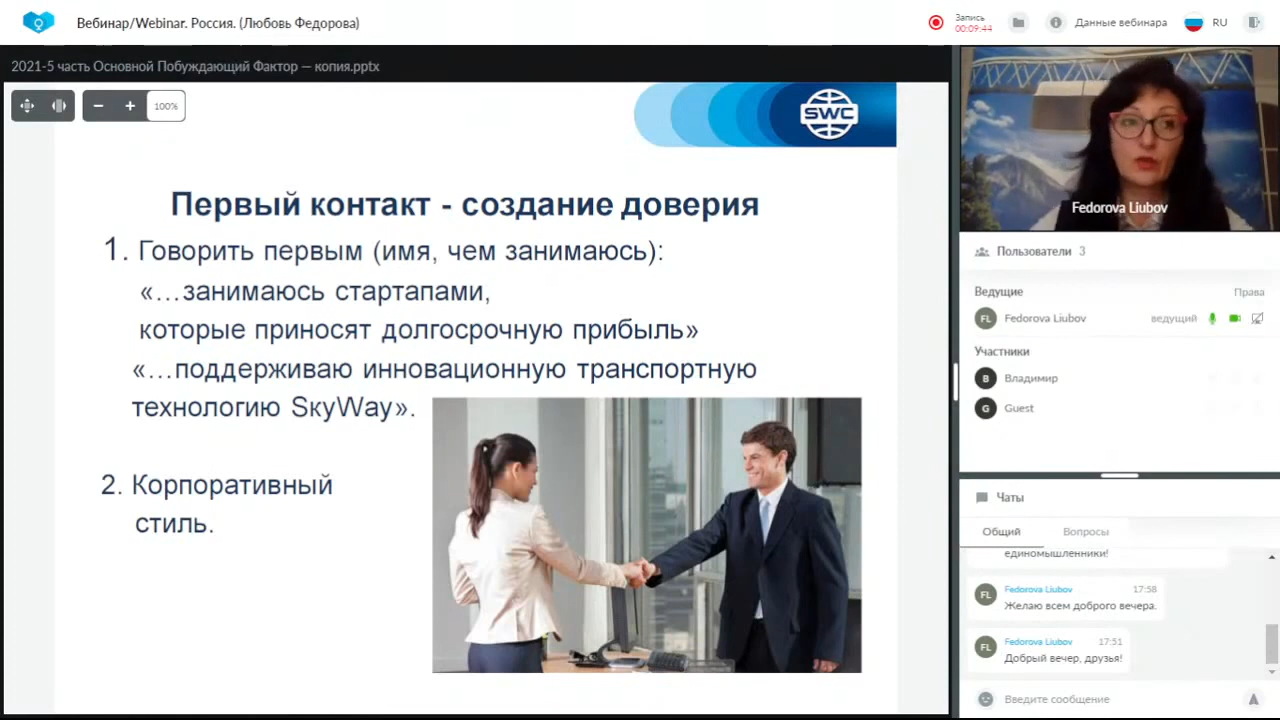 Вебинар/Webinar. Россия. (Любовь Федорова)
Запись
00:09:44
Данные вебинара
RU
2021-5 часть Основной Побуждающий Фактор — копия.pptx
100%
SWC
Первый контакт - создание доверия
1. Говорить первым (имя, чем занимаюсь):
«…занимаюсь стартапами,
которые приносят долгосрочную прибыль»
«…поддерживаю инновационную транспортную
технологию SкyWay».
2. Корпоративный
стиль.
Fedorova Liubov
Пользователи 3
Ведущие
Права
FL Fedorova Liubov ведущий
Участники
В Владимир
G Guest
Чаты
Общий Вопросы
единомышленники!
FL Fedorova Liubov 17:58
Желаю всем доброго вечера.
FL Fedorova Liubov 17:51
Добрый вечер, друзья!
Введите сообщение